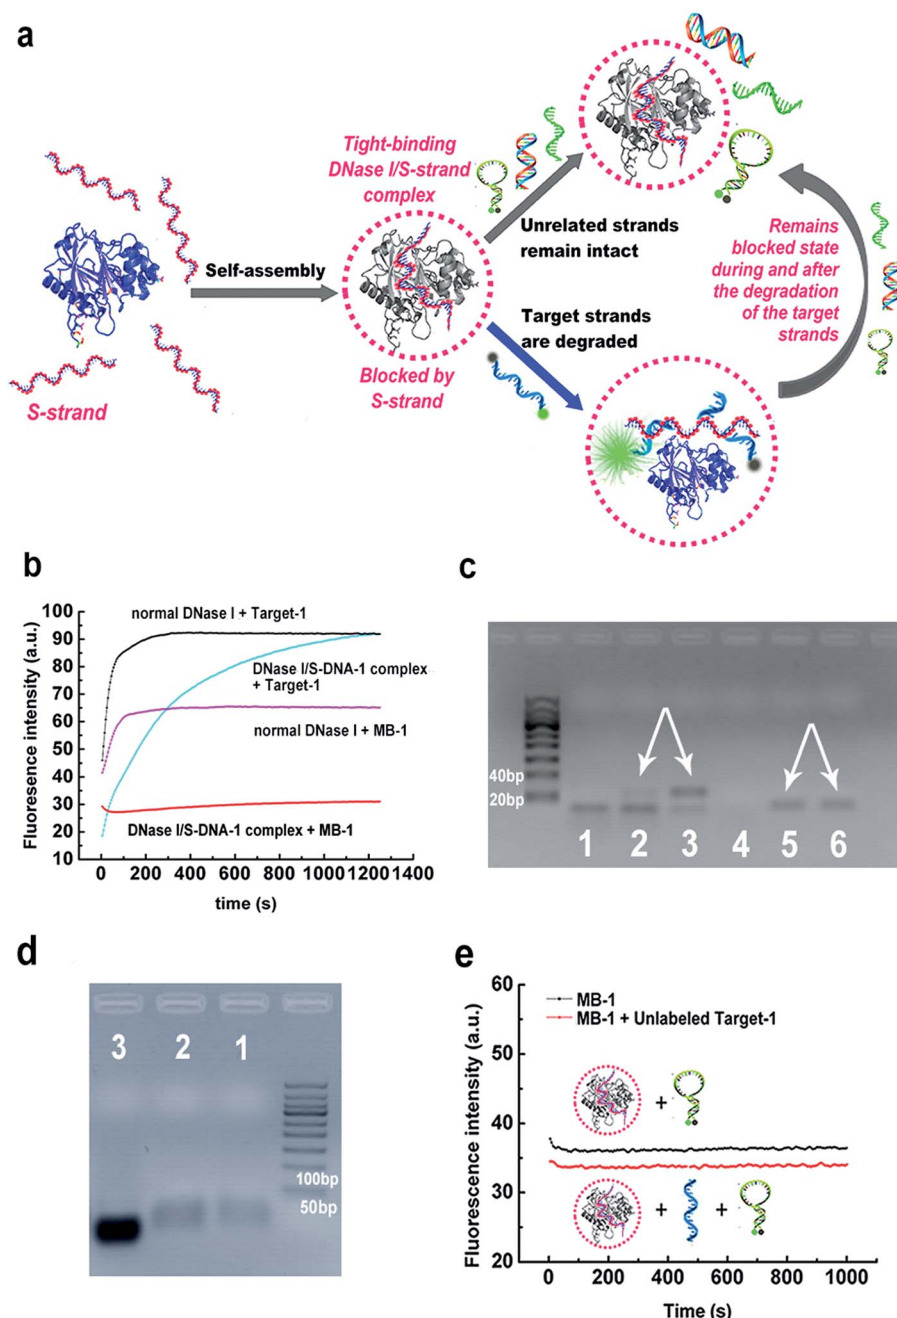 a
Tight-binding
DNase I/S-strand
complex
Self-assembly
Unrelated strands
remain intact
Remains
blocked state
during and after
the degradation
of the target
strands
Target strands
are degraded
Blocked by
S-strand
S-strand
b
Fluoresence intensity (a.u.)
100
90
80
70
60
50
40
30
20
10
normal DNase I + Target-1
DNase I/S-DNA-1 complex
+ Target-1
normal DNase I + MB-1
DNase I/S-DNA-1 complex + MB-1
0 200 400 600 800 1000 1200 1400
time (s)
c
40bp
20bp
1 2 3 4 5 6
d
3 2 1
100bp
50bp
e
Fluorescence intensity (a.u.)
60
50
40
30
20
MB-1
MB-1 + Unlabeled Target-1
+
+ +
0 200 400 600 800 1000
Time (s)